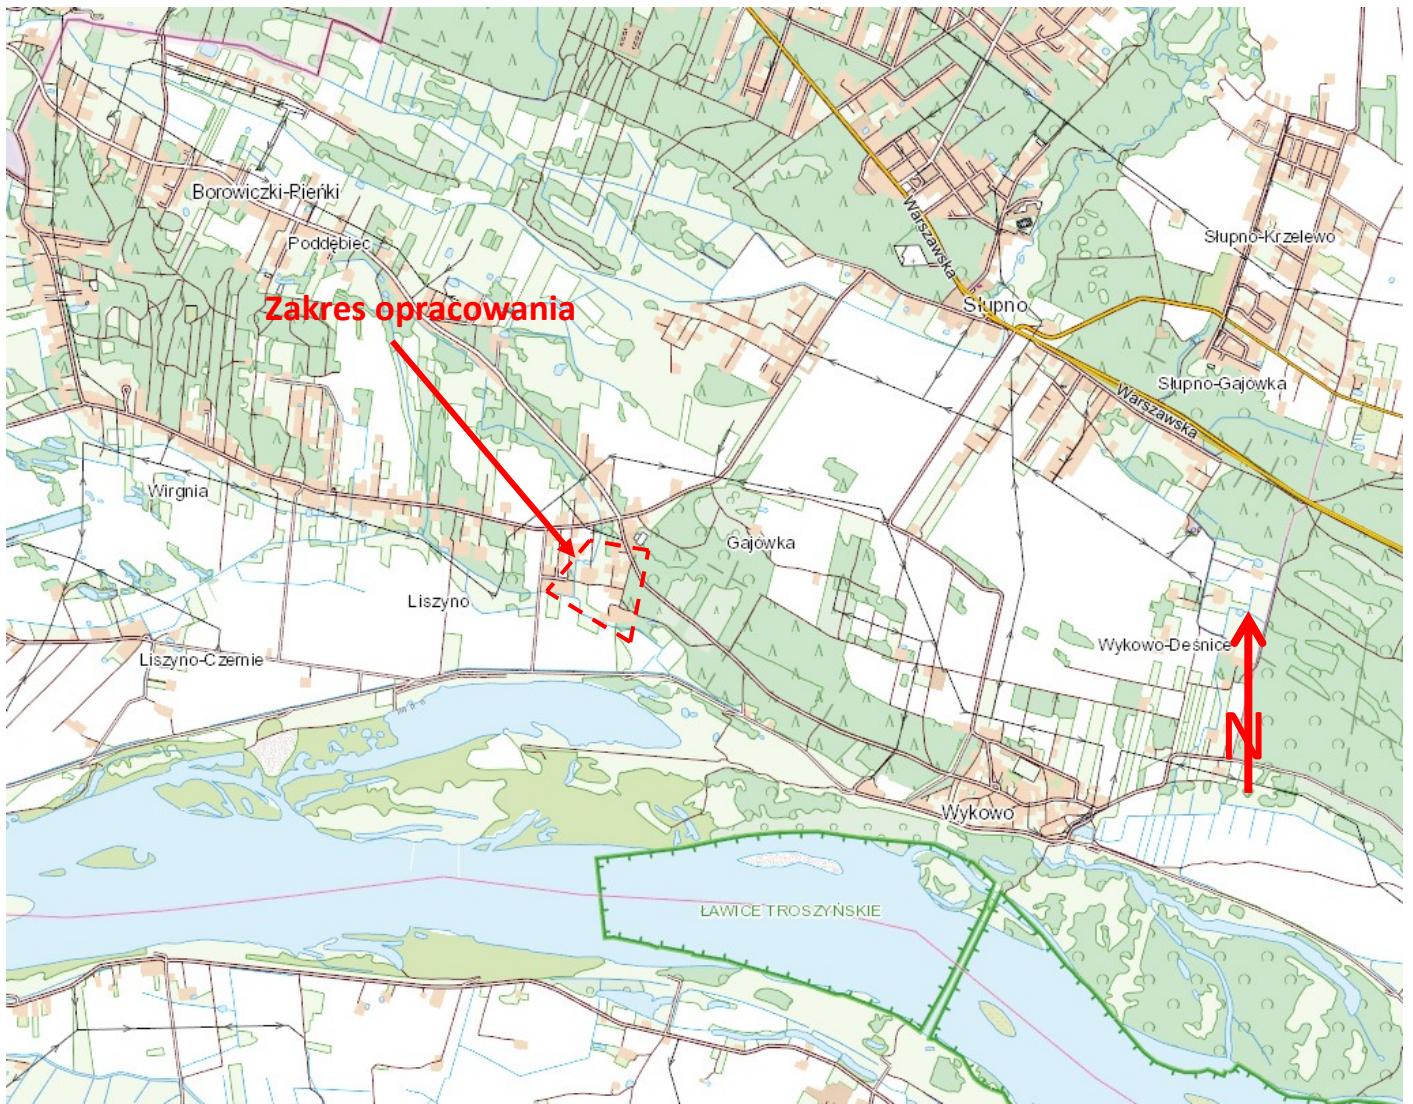 Borowiczki-Pieńki
Poddębiec
Warszawska
Słupno-Krzelewo
Zakres opracowania
Słupno
Słupno-Gajówka
Warszawska
Wirgnia
Gajówka
Liszyno
Wykowo-Deśnice
Liszyno-Czernie
N
Wykowo
ŁAWICE TROSZYŃSKIE